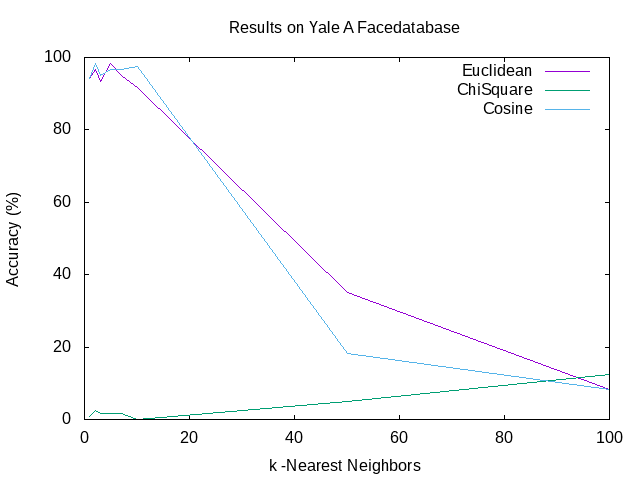 Results on Yale A Facedatabase
100
80
60
40
20
0
Accuracy (%)
Euclidean
ChiSquare
Cosine
0 20 40 60 80 100
k -Nearest Neighbors